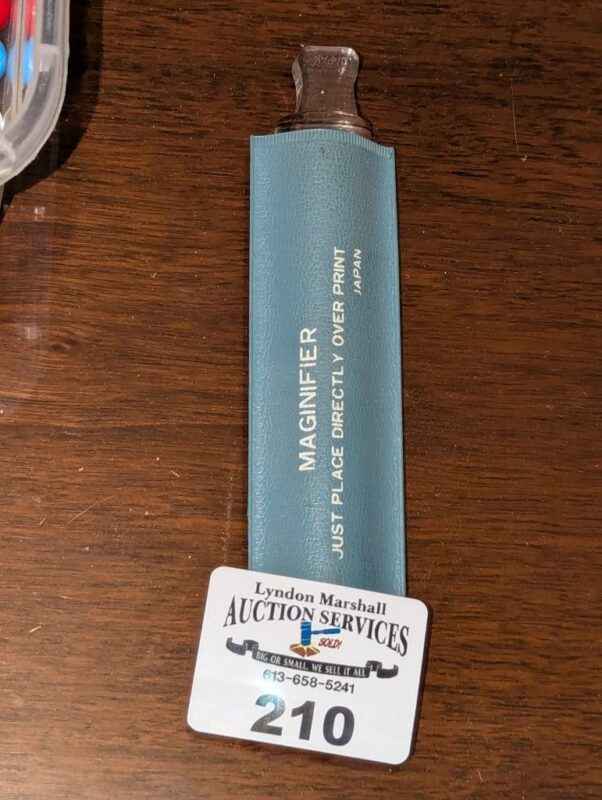 MAGINIFIER
JUST PLACE DIRECTLY OVER PRINT
JAPAN
Lyndon Marshall
AUCTION SERVICES
SOLD!
BIG OR SMALL, WE SELL IT ALL
613-658-5241
210